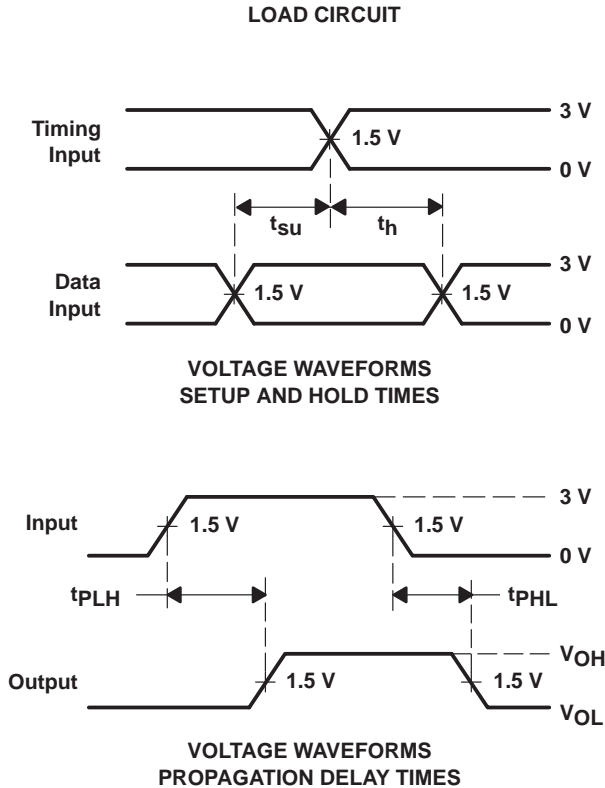 LOAD CIRCUIT
Timing
Input
3 V
1.5 V
0 V
tsu
th
Data
Input
3 V
1.5 V
1.5 V
0 V
VOLTAGE WAVEFORMS
SETUP AND HOLD TIMES
Input
3 V
1.5 V
1.5 V
0 V
tPLH
tPHL
Output
VOH
1.5 V
1.5 V
VOL
VOLTAGE WAVEFORMS
PROPAGATION DELAY TIMES